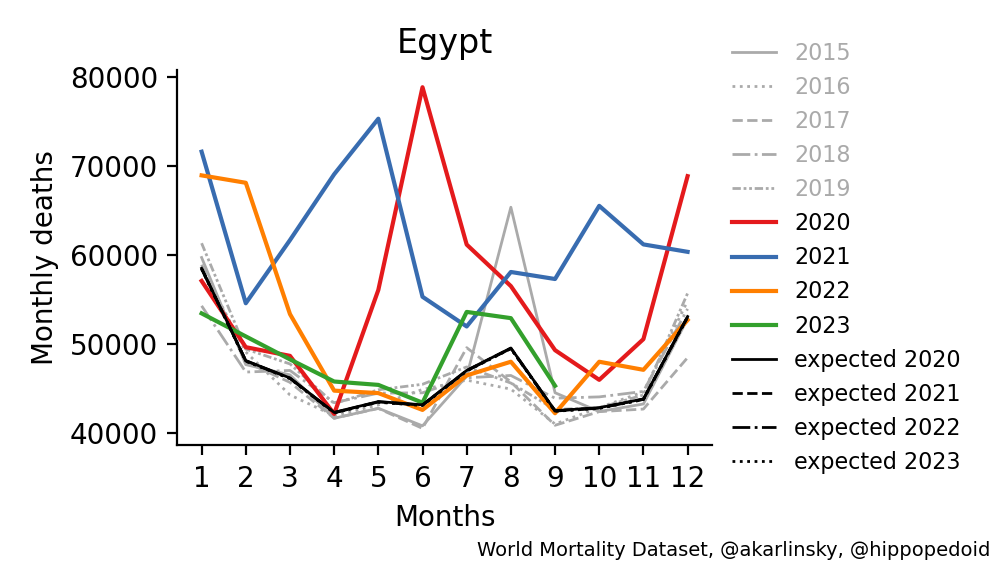 Egypt
80000
70000
60000
50000
40000
Monthly deaths
1 2 3 4 5 6 7 8 9 10 11 12
Months
2015
2016
2017
2018
2019
2020
2021
2022
2023
expected 2020
expected 2021
expected 2022
expected 2023
World Mortality Dataset, @akarlinsky, @hippopedoid